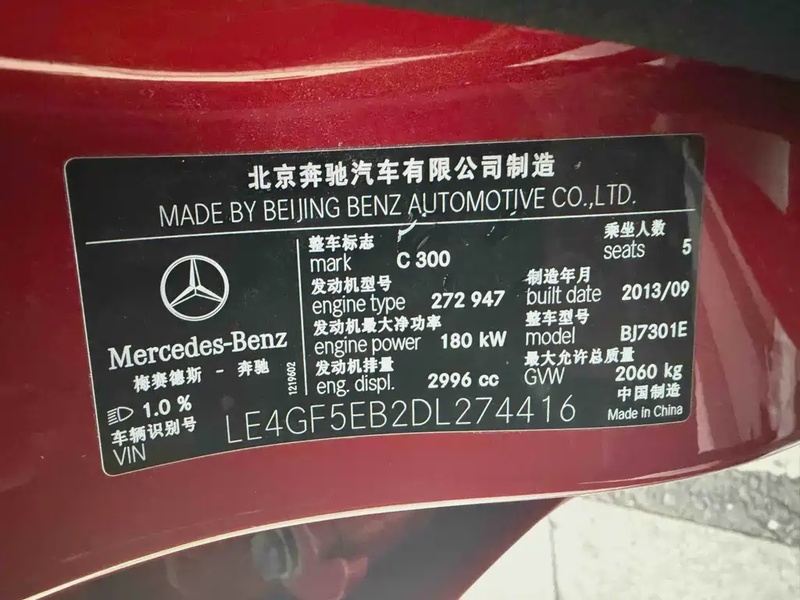 北京奔驰汽车有限公司制造
MADE BY BEIJING BENZ AUTOMOTIVE CO.,LTD.
Mercedes-Benz
梅赛德斯 - 奔驰
1219602
1.0 %
整车标志
mark C 300
乘坐人数
seats 5
发动机型号
engine type 272 947
制造年月
built date 2013/09
发动机最大净功率
engine power 180 kW
整车型号
model BJ7301E
发动机排量
eng. displ. 2996 cc
最大允许总质量
GVW 2060 kg
中国制造
Made in China
车辆识别号
VIN LE4GF5EB2DL274416